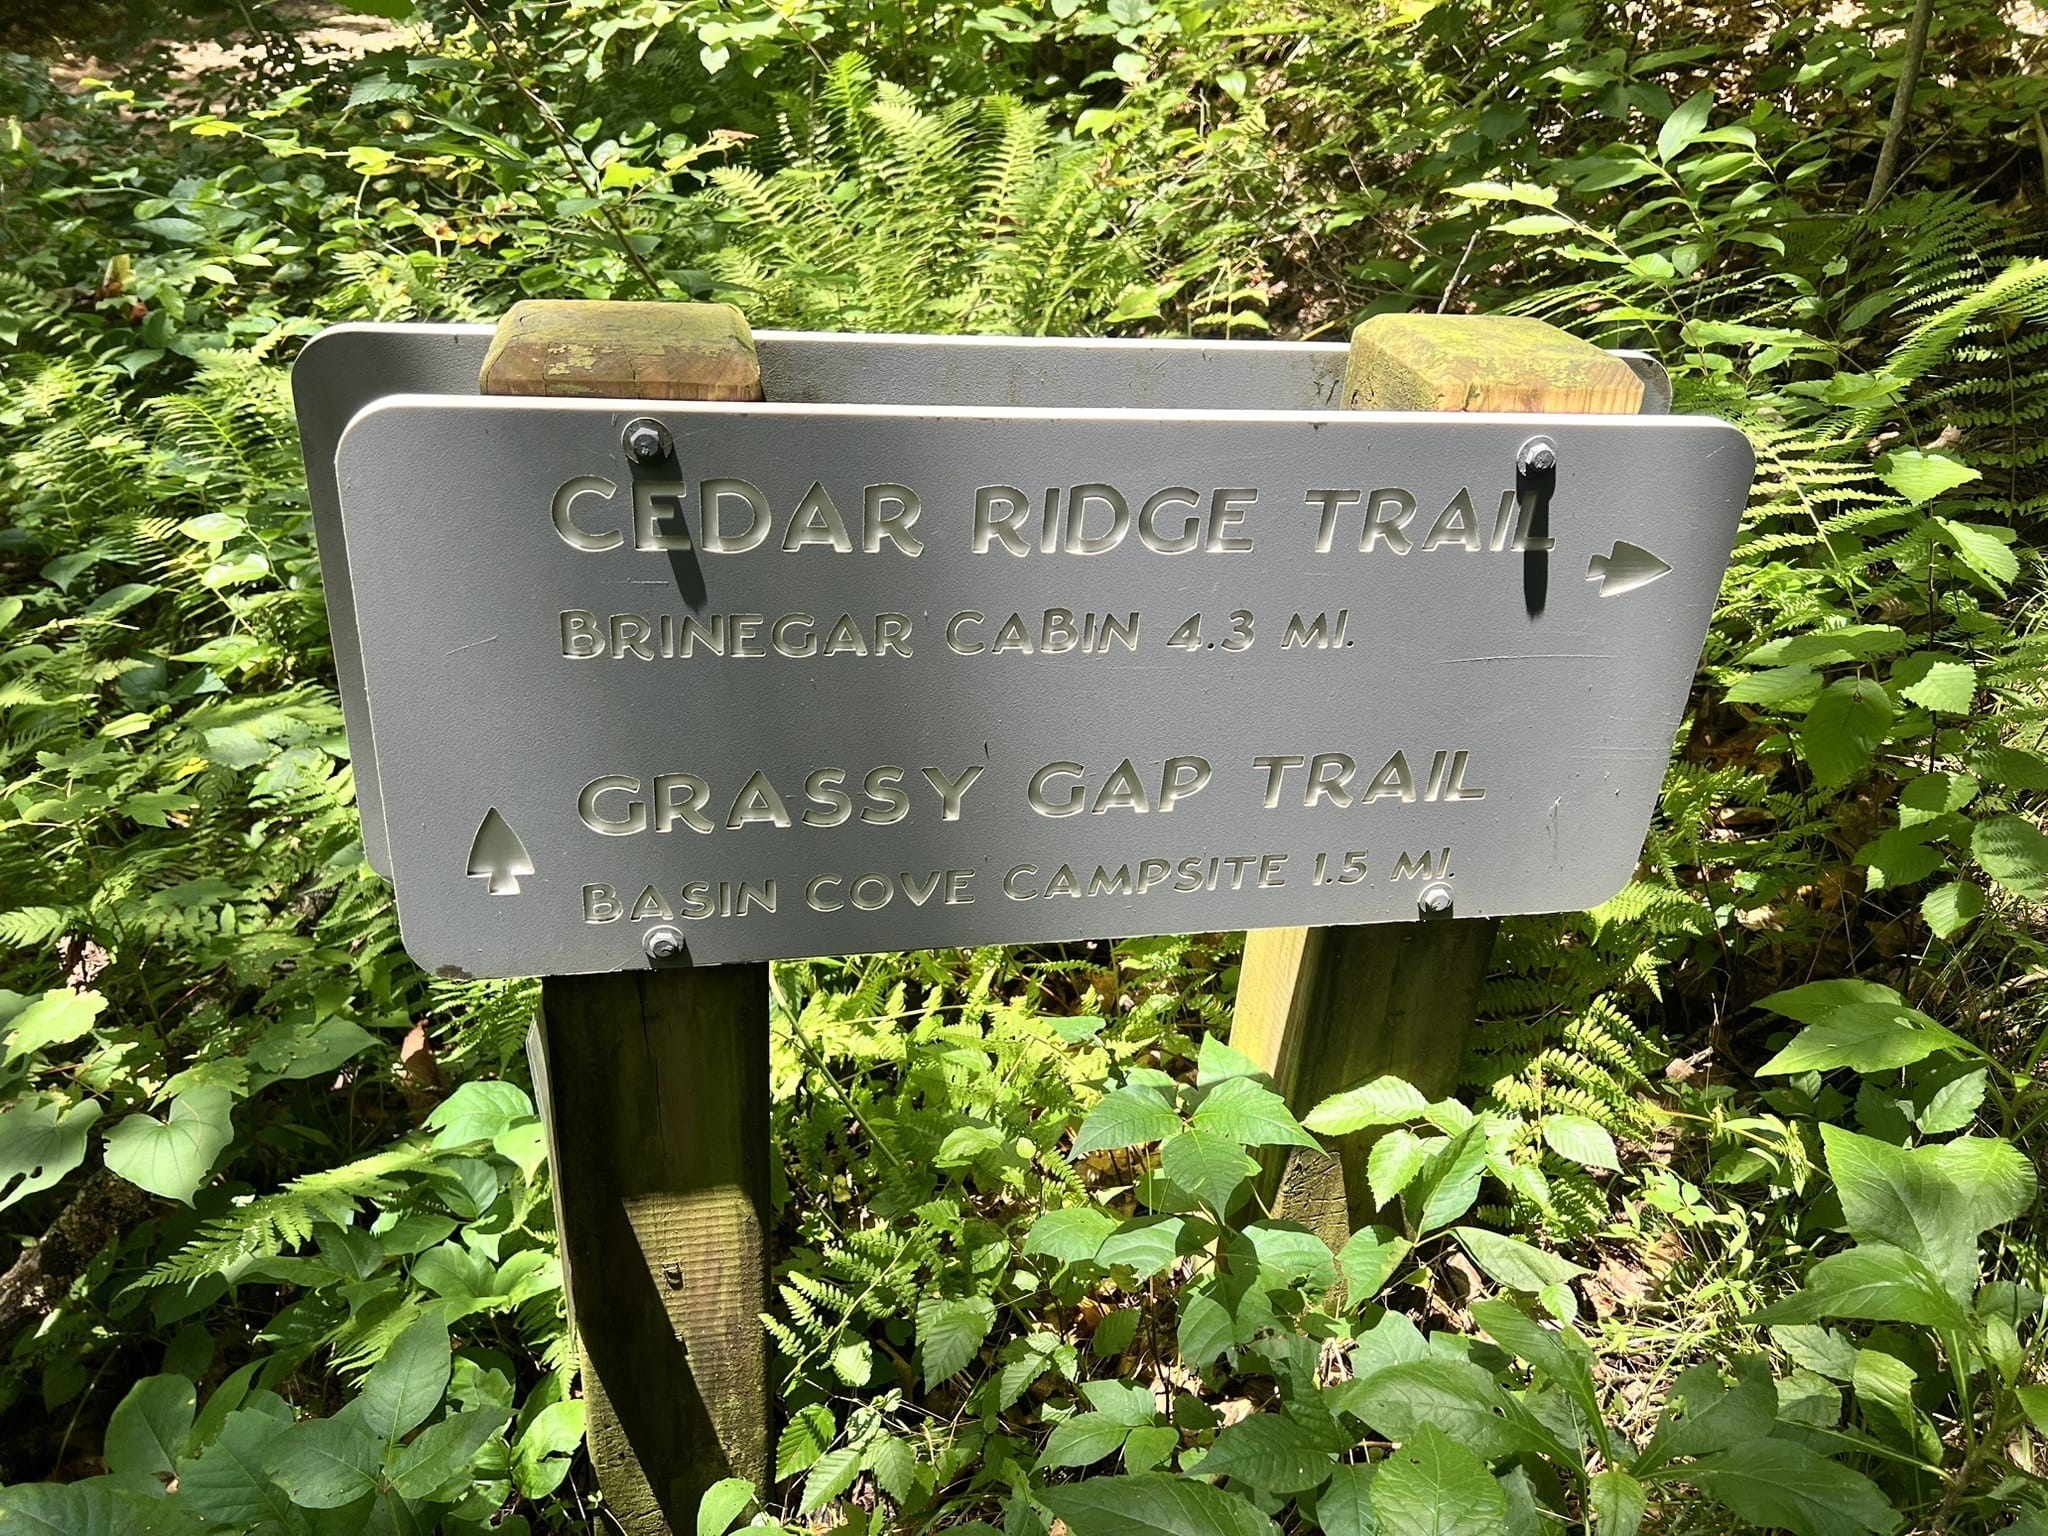 CEDAR RIDGE TRAIL
BRINEGAR CABIN 4.3 MI.
GRASSY GAP TRAIL
BASIN COVE CAMPSITE 1.5 MI.